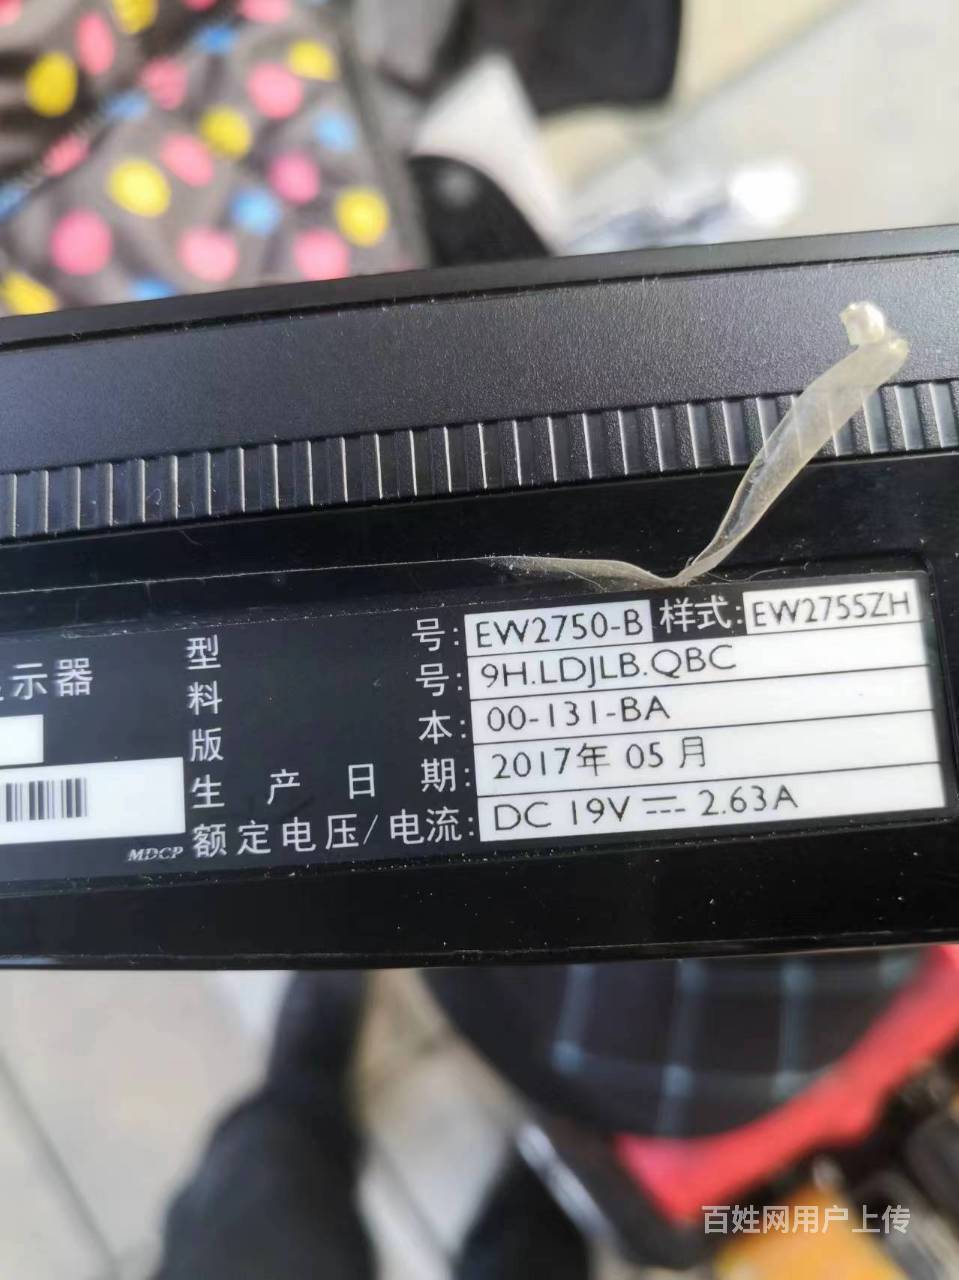 示器
型号: EW2750-B 样式: EW2755ZH
料号: 9H.LDJLB.QBC
版本: 00-131-BA
生产日期: 2017年 05月
额定电压/电流: DC 19V ⎓ 2.63A
MDCP
百姓网用户上传